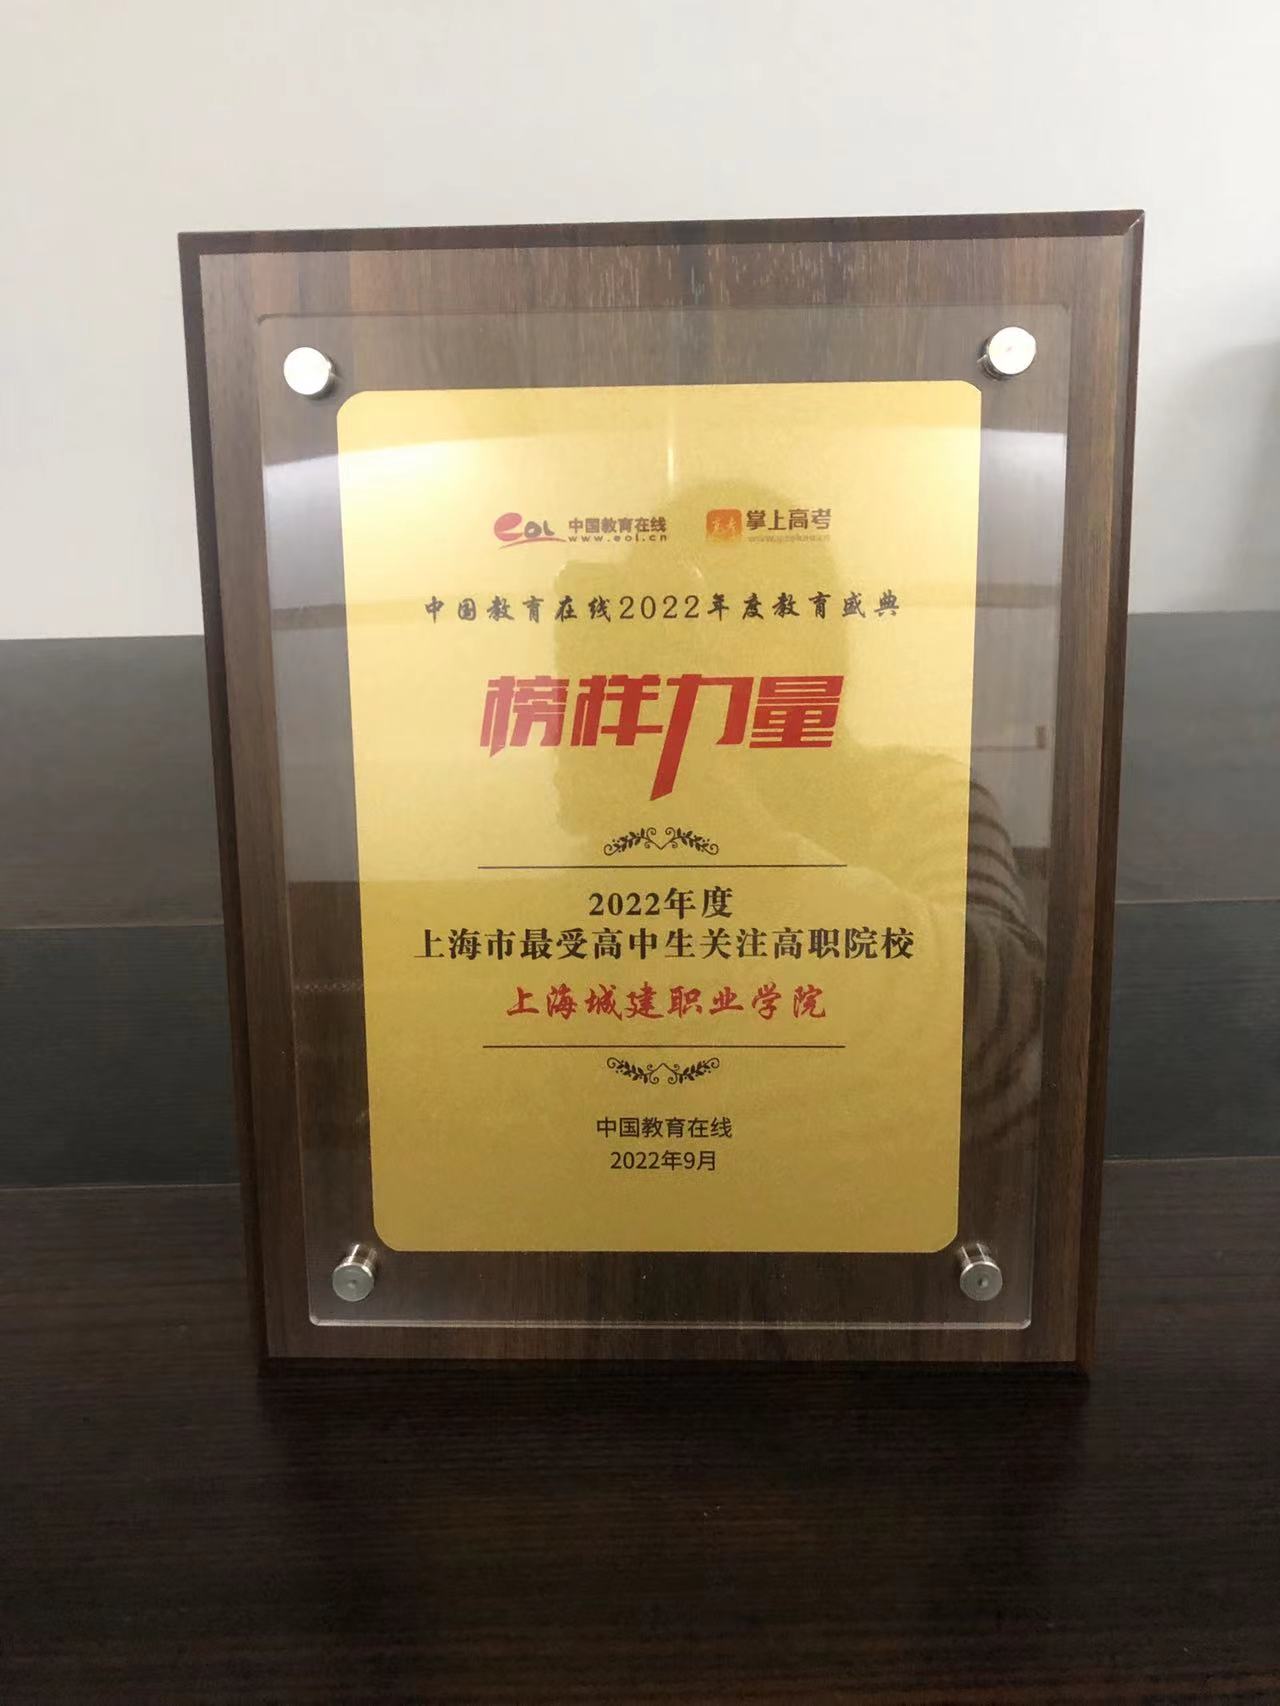 eol 中国教育在线
www.eol.cn
掌上高考
中国教育在线2022年度教育盛典
榜样力量
2022年度
上海市最受高中生关注高职院校
上海城建职业学院
中国教育在线
2022年9月